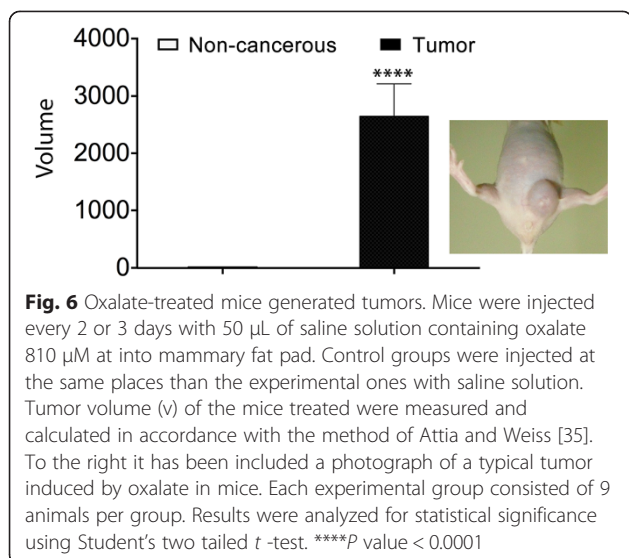 4000
Non-cancerous
Tumor
****
3000
Volume
2000
1000
0
Fig. 6 Oxalate-treated mice generated tumors. Mice were injected
every 2 or 3 days with 50 μL of saline solution containing oxalate
810 μM at into mammary fat pad. Control groups were injected at
the same places than the experimental ones with saline solution.
Tumor volume (v) of the mice treated were measured and
calculated in accordance with the method of Attia and Weiss [35].
To the right it has been included a photograph of a typical tumor
induced by oxalate in mice. Each experimental group consisted of 9
animals per group. Results were analyzed for statistical significance
using Student's two tailed t -test. ****P value < 0.0001